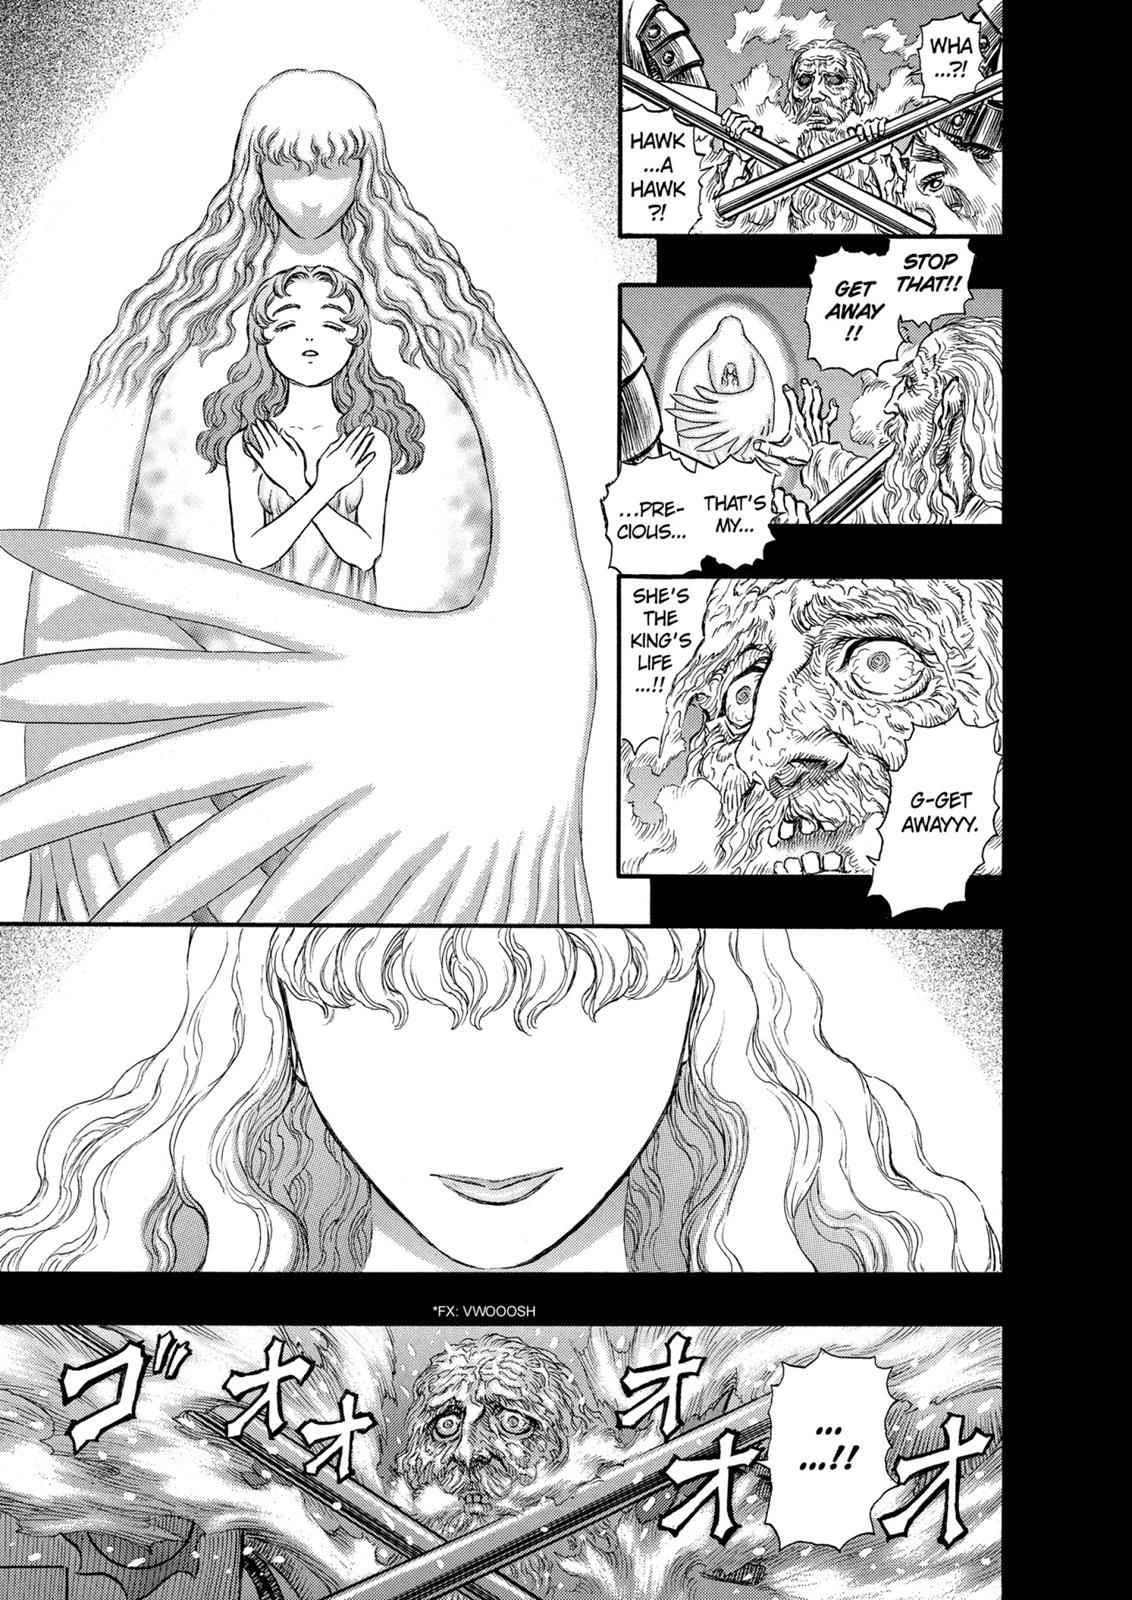 WHA
...?!
HAWK
...A
HAWK
?!
STOP
THAT!!
GET
AWAY
!!
THAT'S
MY...
...PRE-
CIOUS...
SHE'S
THE
KING'S
LIFE
...!!
G-GET
AWAYYY.
*FX: VWOOOSH
...
...!!
ゴオオオオオオ